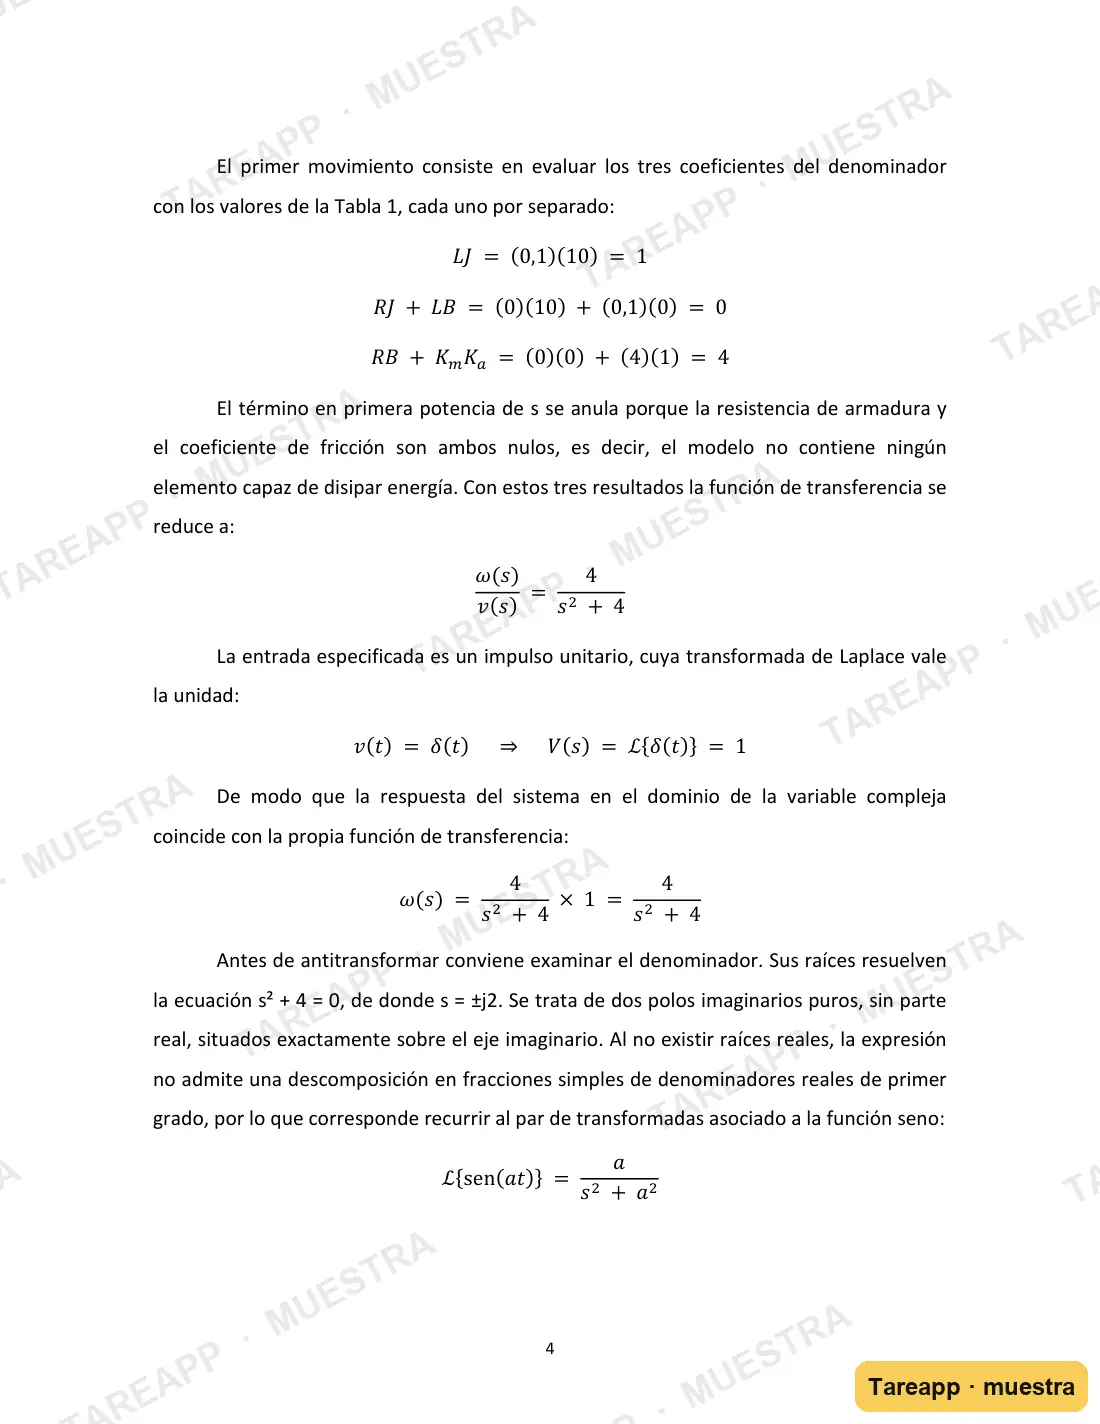 El primer movimiento consiste en evaluar los tres coeficientes del denominador
con los valores de la Tabla 1, cada uno por separado:
LJ = (0,1)(10) = 1
RJ + LB = (0)(10) + (0,1)(0) = 0
RB + KₘKₐ = (0)(0) + (4)(1) = 4
El término en primera potencia de s se anula porque la resistencia de armadura y
el coeficiente de fricción son ambos nulos, es decir, el modelo no contiene ningún
elemento capaz de disipar energía. Con estos tres resultados la función de transferencia se
reduce a:
ω(s)/v(s) = 4/(s² + 4)
La entrada especificada es un impulso unitario, cuya transformada de Laplace vale
la unidad:
v(t) = δ(t) ⇒ V(s) = ℒ{δ(t)} = 1
De modo que la respuesta del sistema en el dominio de la variable compleja
coincide con la propia función de transferencia:
ω(s) = 4/(s² + 4) × 1 = 4/(s² + 4)
Antes de antitransformar conviene examinar el denominador. Sus raíces resuelven
la ecuación s² + 4 = 0, de donde s = ±j2. Se trata de dos polos imaginarios puros, sin parte
real, situados exactamente sobre el eje imaginario. Al no existir raíces reales, la expresión
no admite una descomposición en fracciones simples de denominadores reales de primer
grado, por lo que corresponde recurrir al par de transformadas asociado a la función seno:
ℒ{sen(at)} = a/(s² + a²)
4
Tareapp · muestra
TAREAPP · MUESTRA